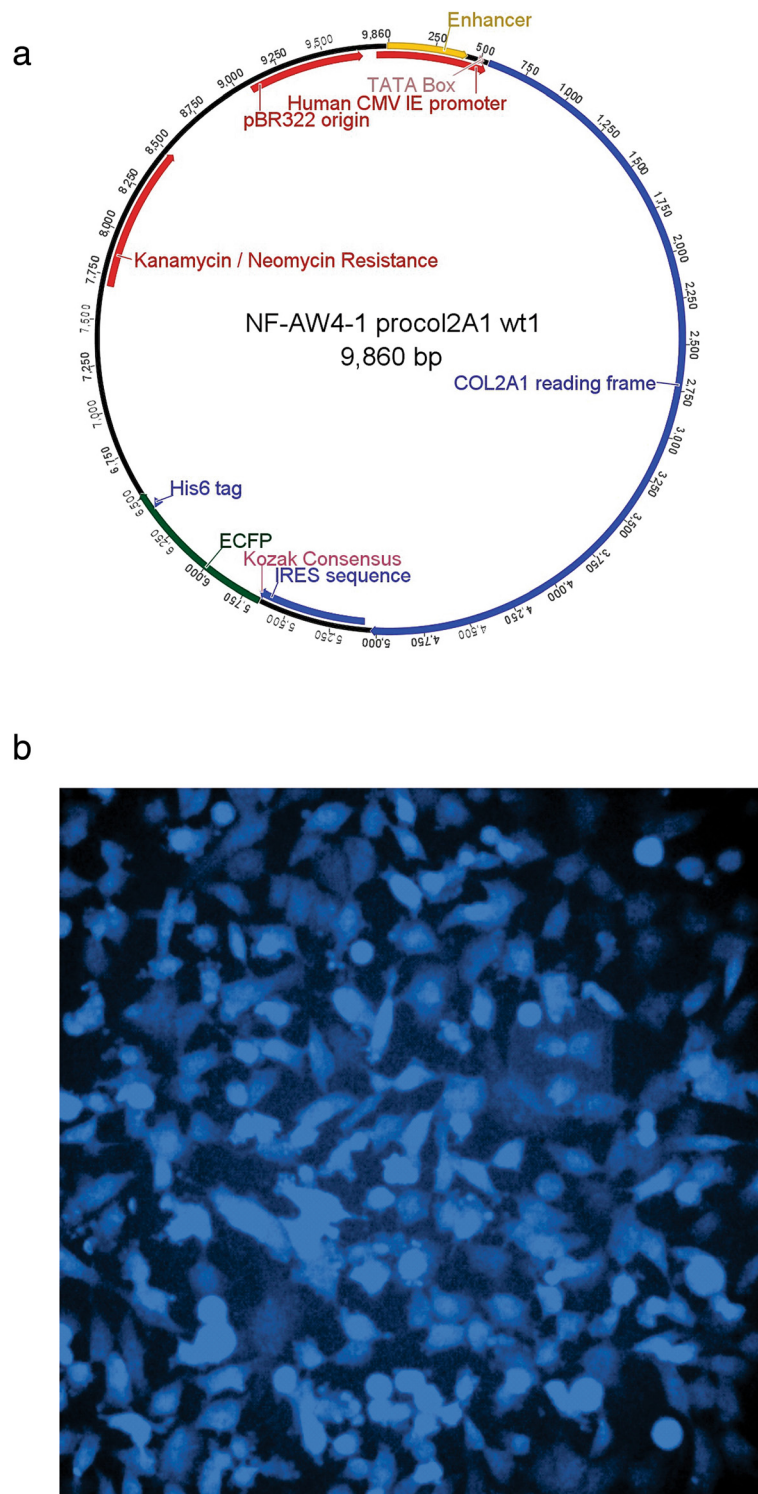 a
Enhancer
9,860
250
500
TATA Box
Human CMV IE promoter
pBR322 origin
Kanamycin / Neomycin Resistance
NF-AW4-1 procol2A1 wt1
9,860 bp
COL2A1 reading frame
His6 tag
ECFP
Kozak Consensus
IRES sequence
750
1,000
1,250
1,500
1,750
2,000
2,250
2,500
2,750
3,000
3,250
3,500
3,750
4,000
4,250
4,500
4,750
5,000
5,250
5,500
5,750
6,000
6,250
6,500
6,750
7,000
7,250
7,500
7,750
8,000
8,250
8,500
8,750
9,000
9,250
9,500
b